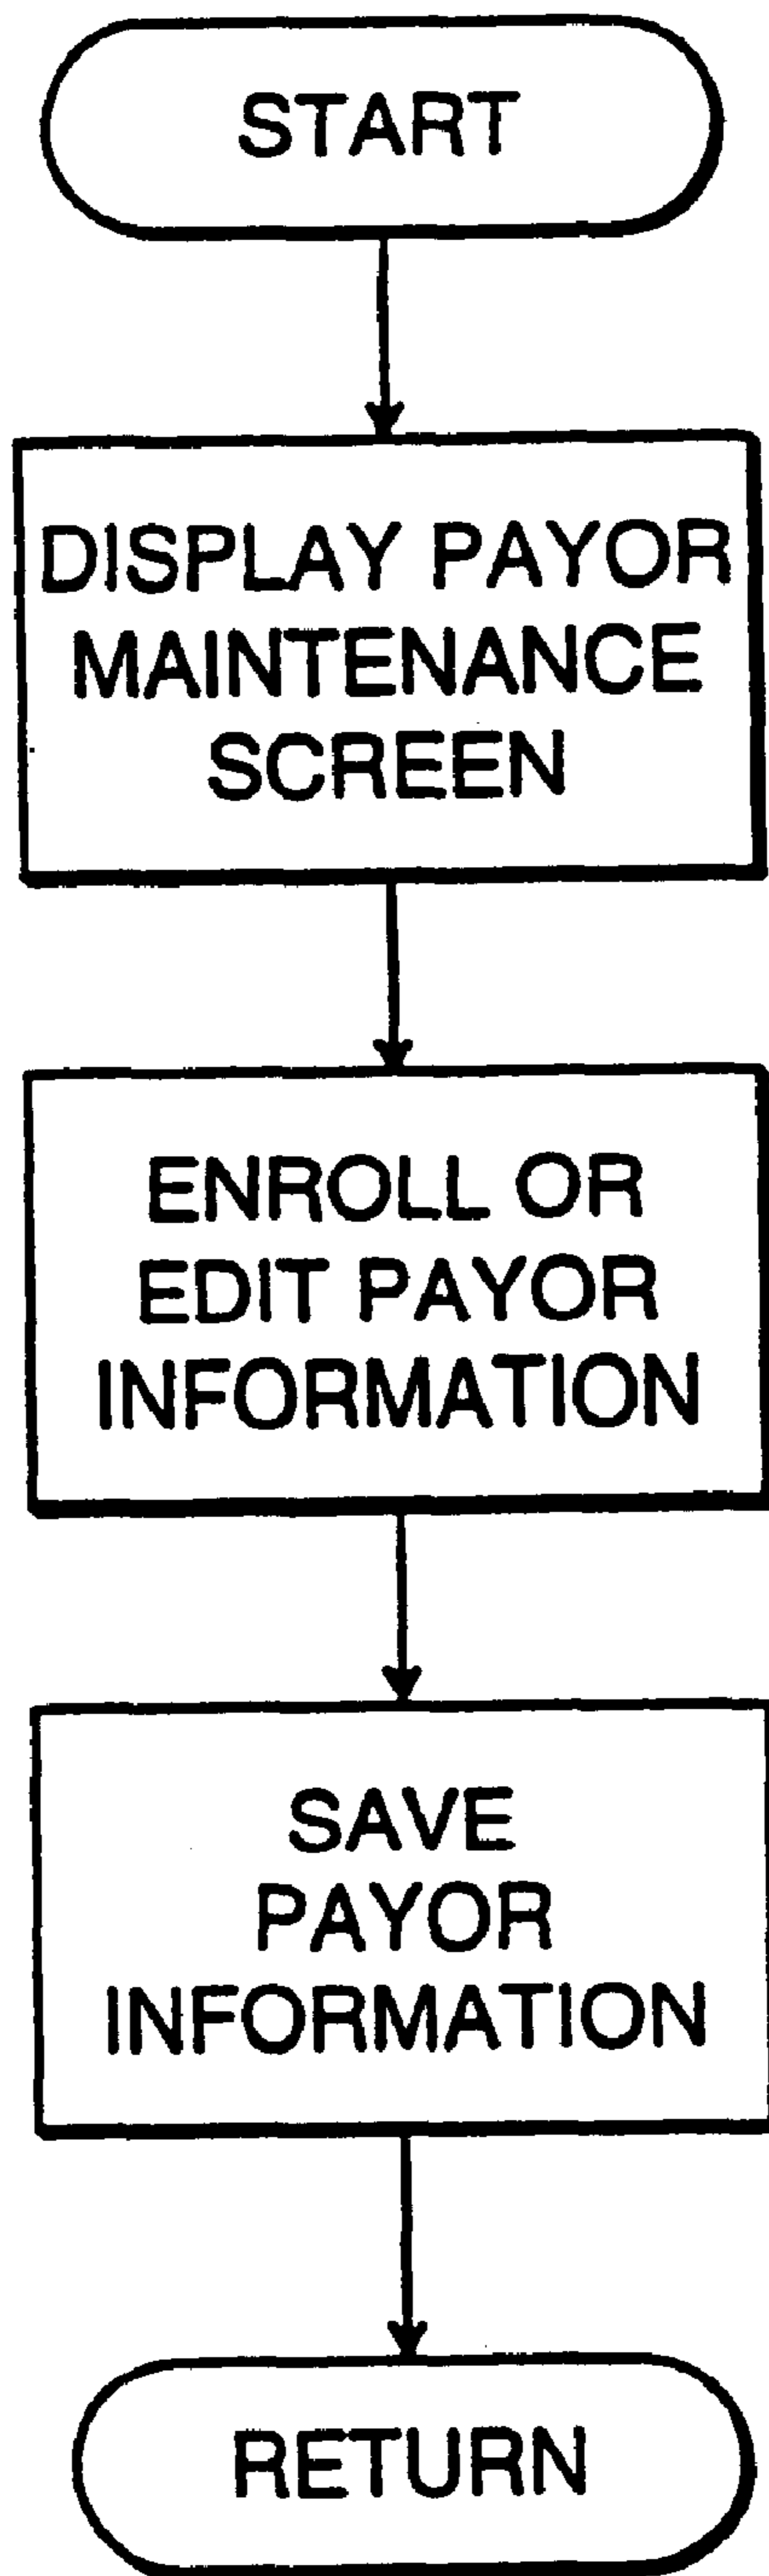 START
DISPLAY PAYOR
MAINTENANCE
SCREEN
ENROLL OR
EDIT PAYOR
INFORMATION
SAVE
PAYOR
INFORMATION
RETURN